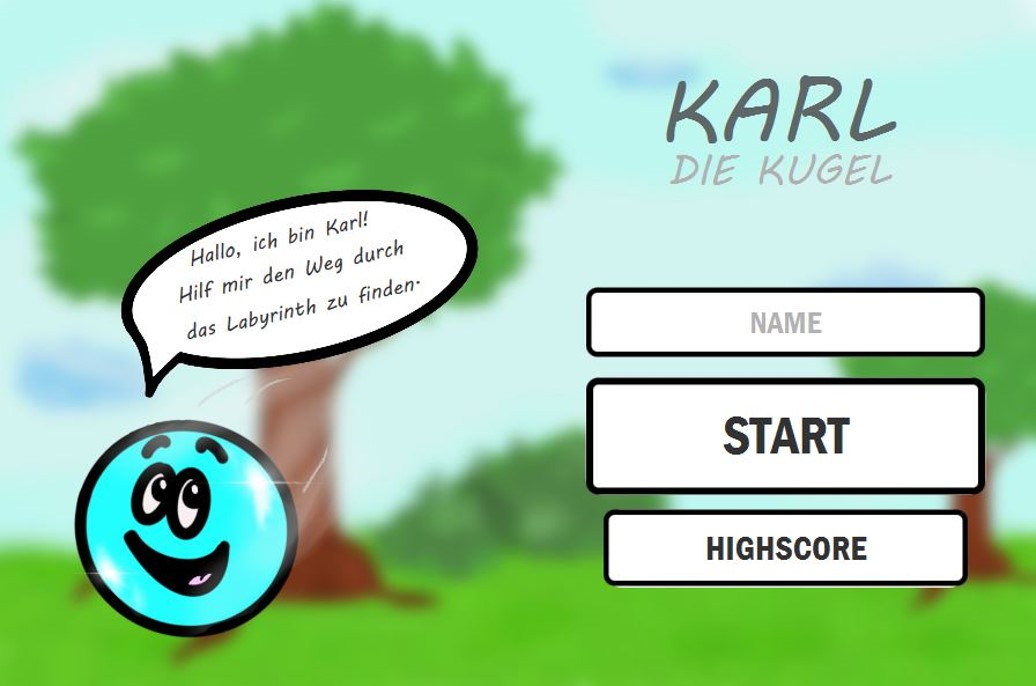 KARL
DIE KUGEL
Hallo, ich bin Karl!
Hilf mir den Weg durch
das Labyrinth zu finden.
NAME
START
HIGHSCORE